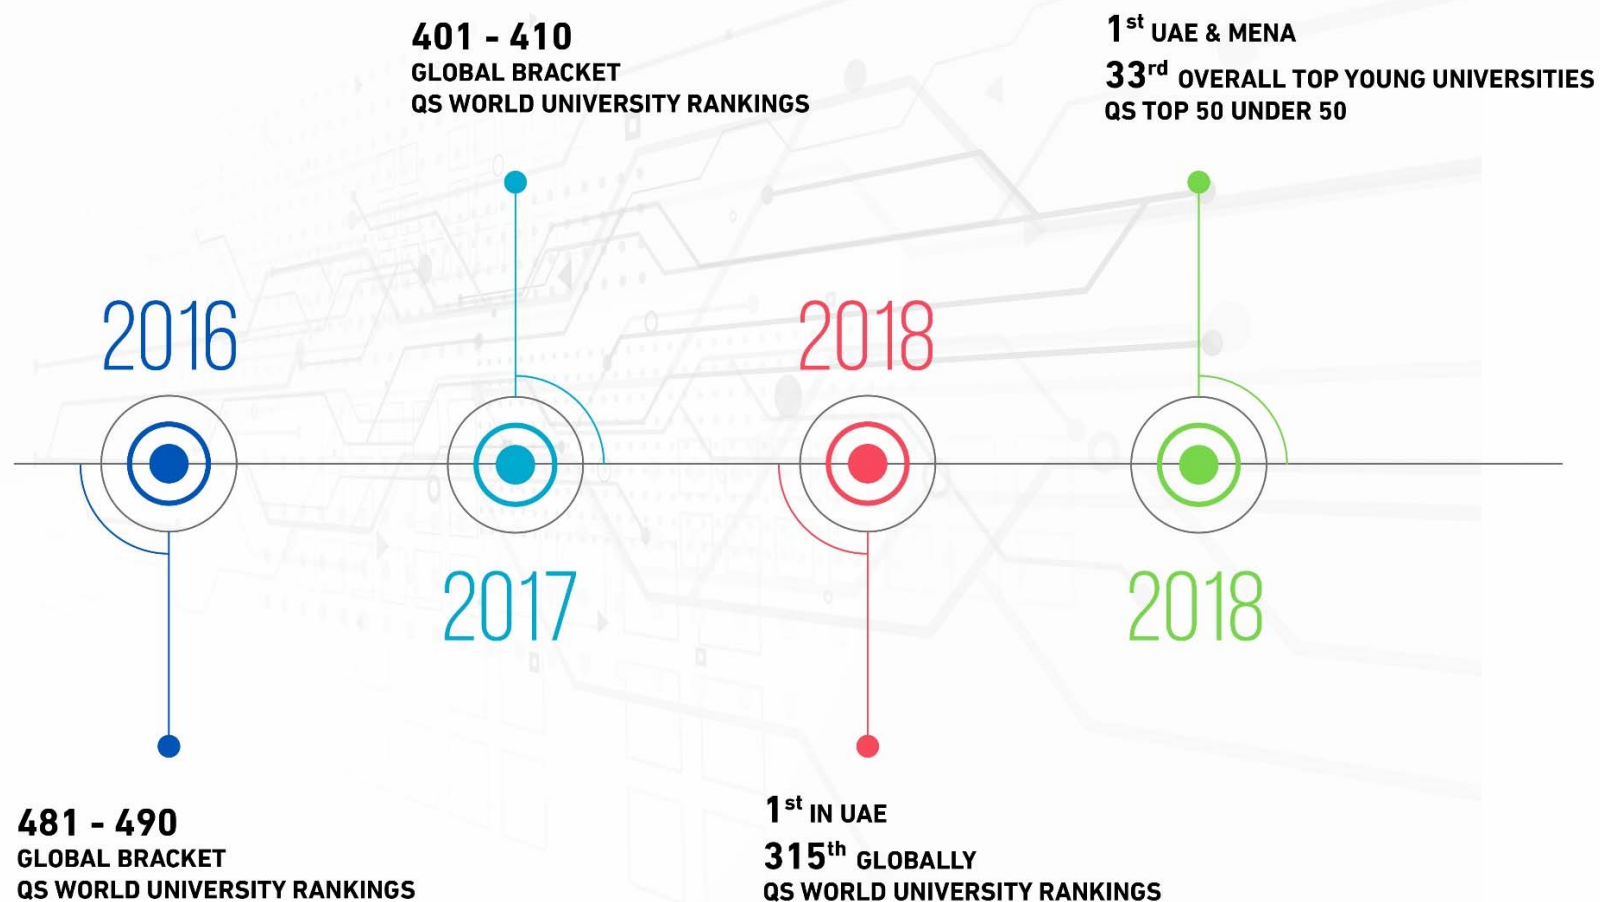 2016
481 - 490
GLOBAL BRACKET
QS WORLD UNIVERSITY RANKINGS
401 - 410
GLOBAL BRACKET
QS WORLD UNIVERSITY RANKINGS
2017
2018
1st IN UAE
315th GLOBALLY
QS WORLD UNIVERSITY RANKINGS
1st UAE & MENA
33rd OVERALL TOP YOUNG UNIVERSITIES
QS TOP 50 UNDER 50
2018